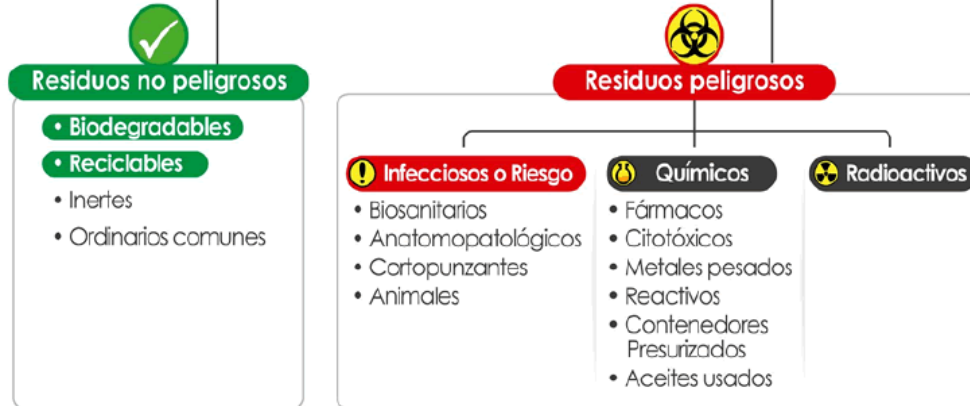 Residuos no peligrosos
• Biodegradables
• Reciclables
• Inertes
• Ordinarios comunes
Residuos peligrosos
Infecciosos o Riesgo
• Biosanitarios
• Anatomopatológicos
• Cortopunzantes
• Animales
Químicos
• Fármacos
• Citotóxicos
• Metales pesados
• Reactivos
• Contenedores
Presurizados
• Aceites usados
Radioactivos